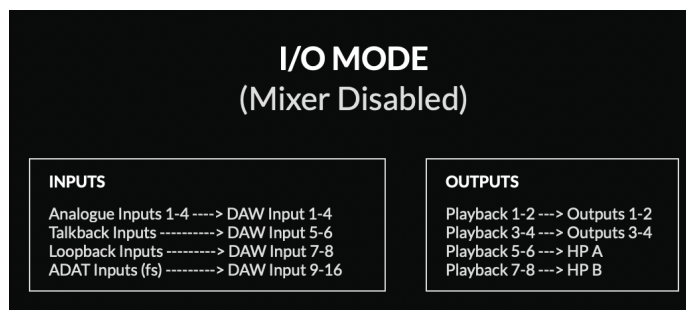 I/O MODE
(Mixer Disabled)
INPUTS
Analogue Inputs 1-4 ----> DAW Input 1-4
Talkback Inputs ----------> DAW Input 5-6
Loopback Inputs ---------> DAW Input 7-8
ADAT Inputs (fs) ---------> DAW Input 9-16
OUTPUTS
Playback 1-2 ---> Outputs 1-2
Playback 3-4 ---> Outputs 3-4
Playback 5-6 ---> HP A
Playback 7-8 ---> HP B